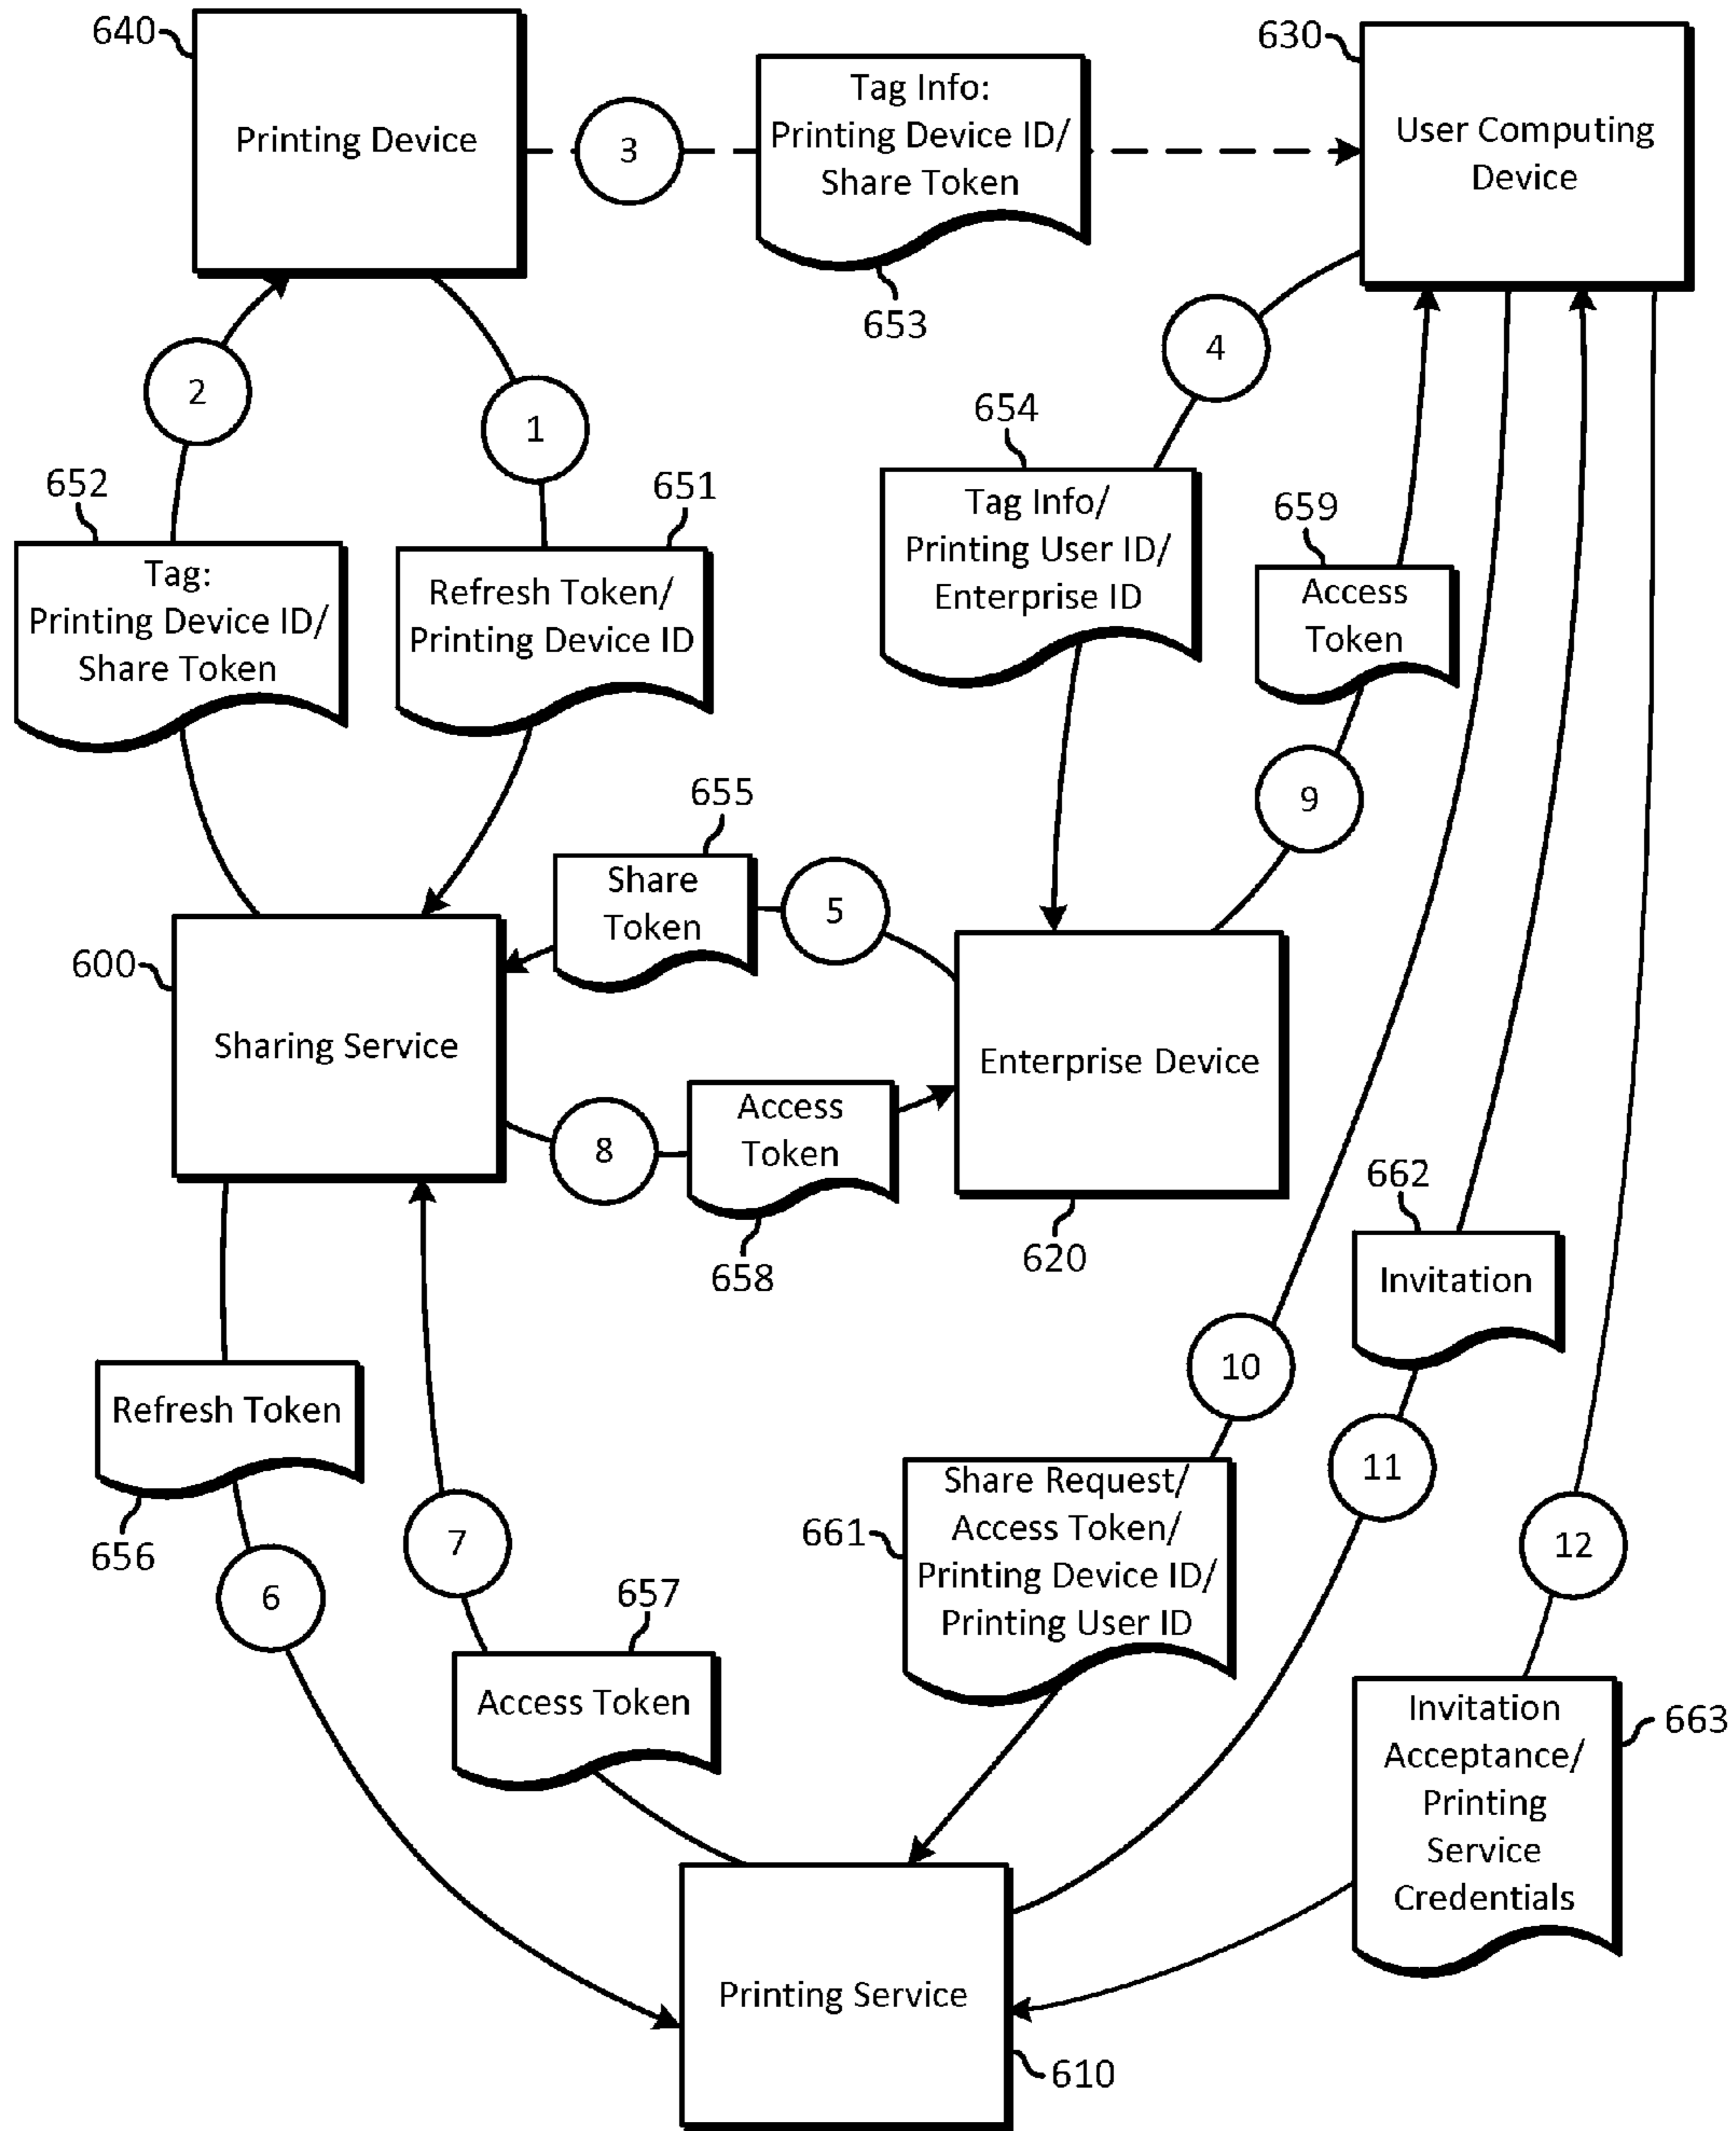 640
Printing Device
3
Tag Info:
Printing Device ID/
Share Token
653
630
User Computing
Device
2
1
4
652
Tag:
Printing Device ID/
Share Token
651
Refresh Token/
Printing Device ID
654
Tag Info/
Printing User ID/
Enterprise ID
659
Access
Token
9
655
Share
Token
5
600
Sharing Service
Enterprise Device
620
8
Access
Token
658
662
Invitation
10
11
12
Refresh Token
656
6
7
657
Access Token
661
Share Request/
Access Token/
Printing Device ID/
Printing User ID
Invitation
Acceptance/
Printing
Service
Credentials
663
Printing Service
610